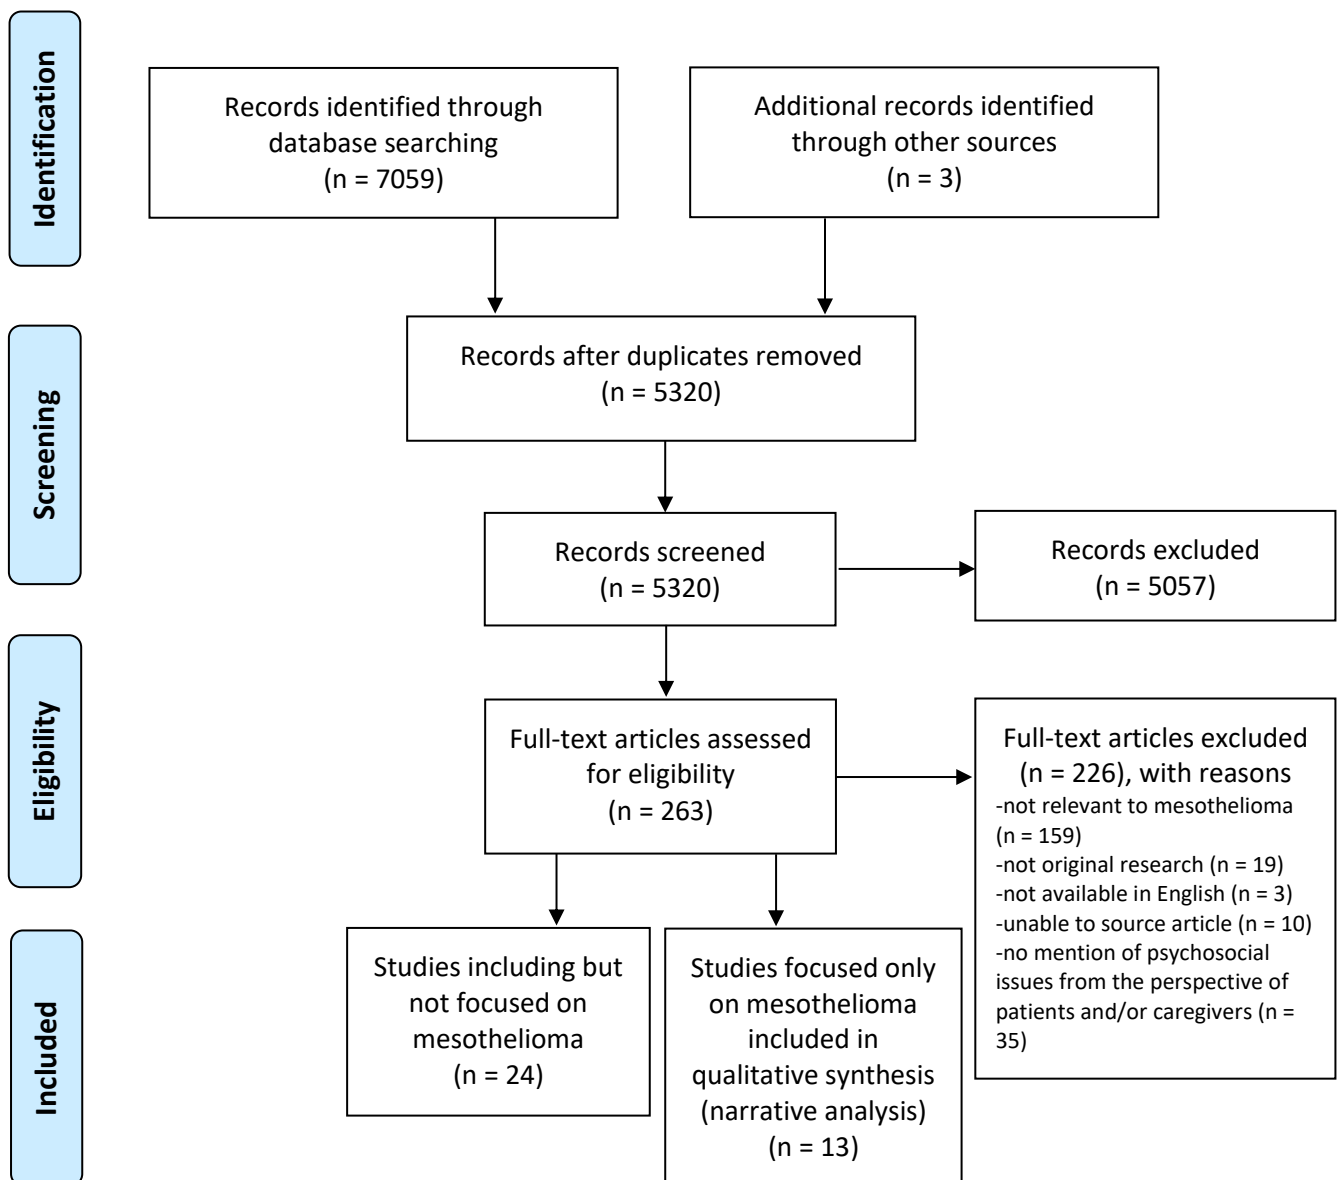 Identification
Records identified through
database searching
(n = 7059)
Additional records identified
through other sources
(n = 3)
Screening
Records after duplicates removed
(n = 5320)
Records screened
(n = 5320)
Records excluded
(n = 5057)
Eligibility
Full-text articles assessed
for eligibility
(n = 263)
Full-text articles excluded
(n = 226), with reasons
-not relevant to mesothelioma
(n = 159)
-not original research (n = 19)
-not available in English (n = 3)
-unable to source article (n = 10)
-no mention of psychosocial
issues from the perspective of
patients and/or caregivers (n =
35)
Included
Studies including but
not focused on
mesothelioma
(n = 24)
Studies focused only
on mesothelioma
included in
qualitative synthesis
(narrative analysis)
(n = 13)